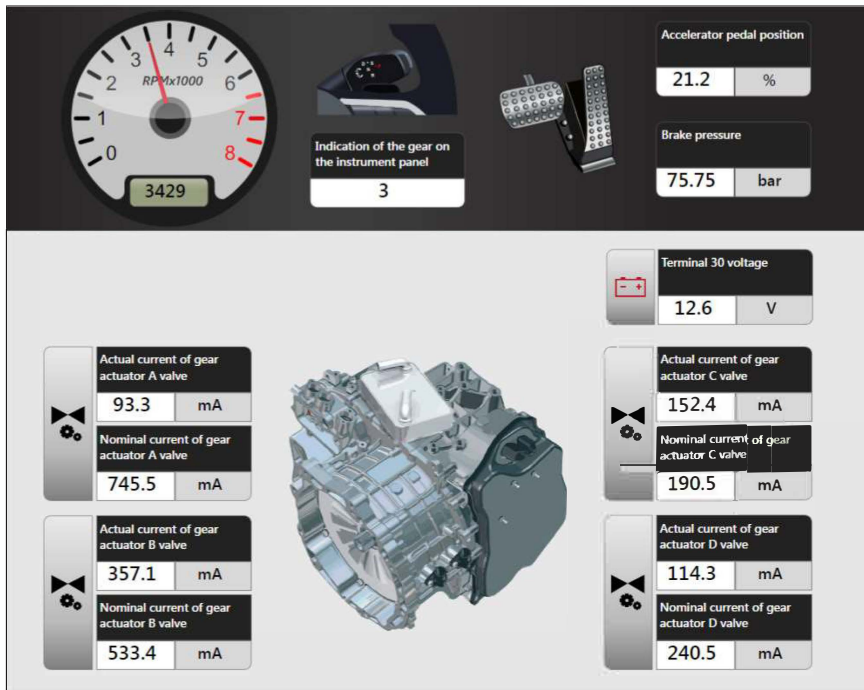 Accelerator pedal position
21.2 %
0 1 2 3 4 5 6 7 8
RPMx1000
3429
Indication of the gear on
the instrument panel
3
Brake pressure
75.75 bar
Terminal 30 voltage
- +
12.6 V
Actual current of gear
actuator A valve
93.3 mA
Nominal current of gear
actuator A valve
745.5 mA
Actual current of gear
actuator C valve
152.4 mA
Nominal current of gear
actuator C valve
190.5 mA
Actual current of gear
actuator B valve
357.1 mA
Nominal current of gear
actuator B valve
533.4 mA
Actual current of gear
actuator D valve
114.3 mA
Nominal current of gear
actuator D valve
240.5 mA